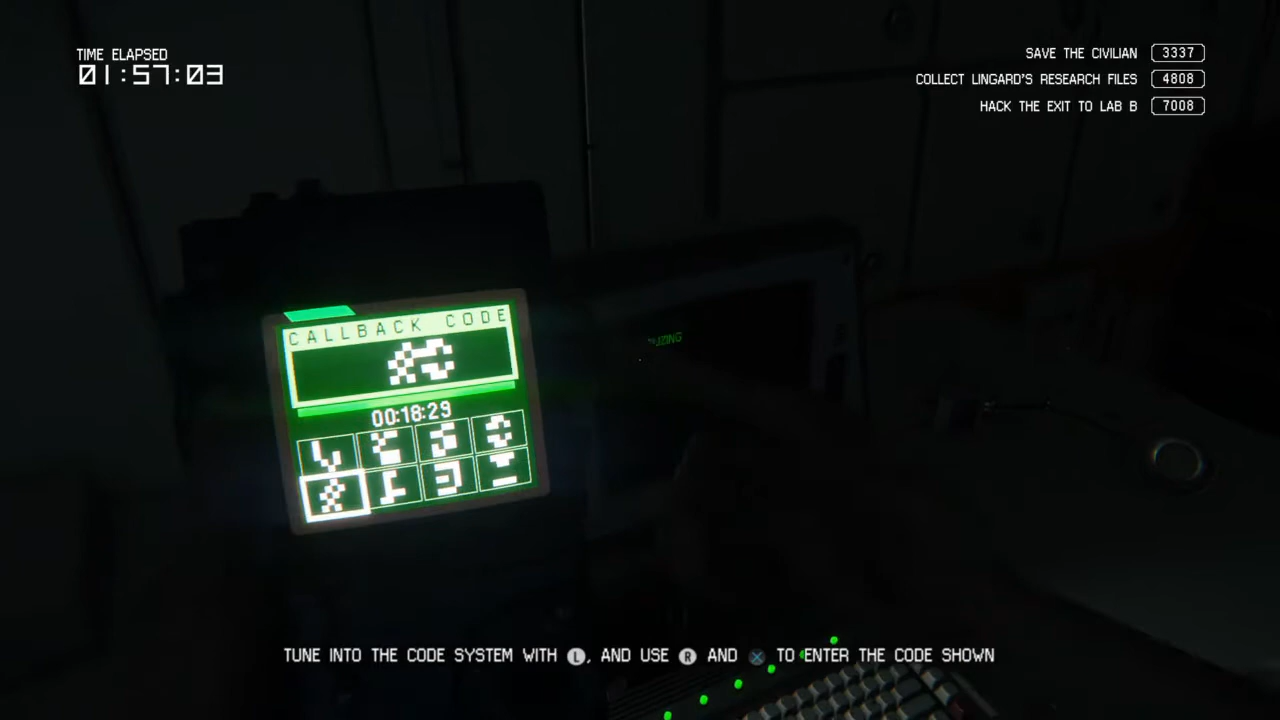 TIME ELAPSED
01:57:03
SAVE THE CIVILIAN 3337
COLLECT LINGARD'S RESEARCH FILES 4808
HACK THE EXIT TO LAB B 7008
CALLBACK CODE
00:18:29
TUNE INTO THE CODE SYSTEM WITH L, AND USE R AND X TO ENTER THE CODE SHOWN